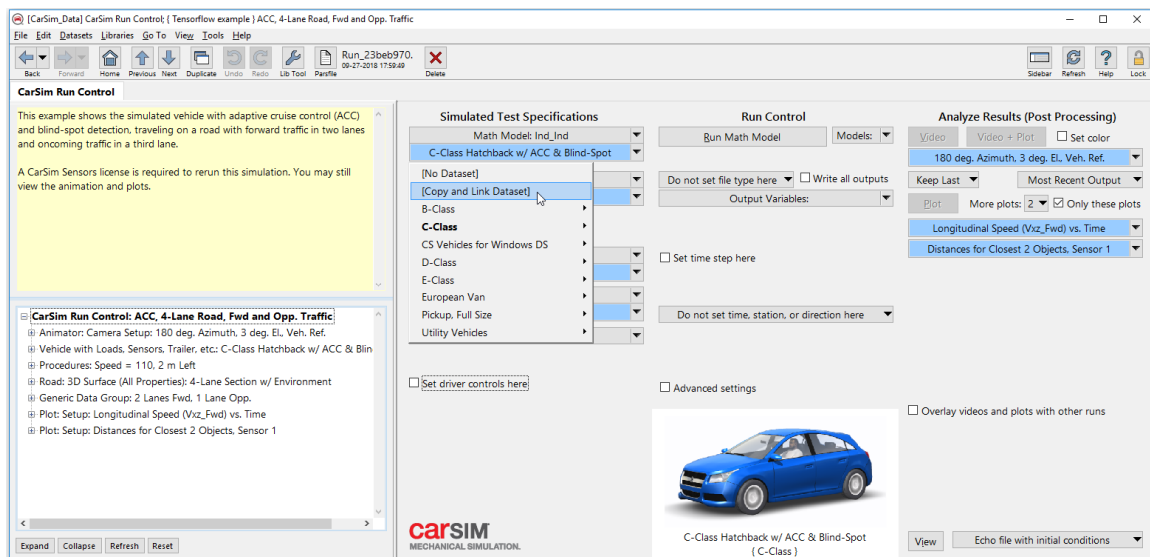 [CarSim_Data] CarSim Run Control; { Tensorflow example } ACC, 4-Lane Road, Fwd and Opp. Traffic
File Edit Datasets Libraries Go To View Tools Help
Back Forward Home Previous Next Duplicate Undo Redo Lib Tool Parsfile
Run_23beb970.
09-27-2018 17:59:49
Delete Sidebar Refresh Help Lock
CarSim Run Control
This example shows the simulated vehicle with adaptive cruise control (ACC)
and blind-spot detection, traveling on a road with forward traffic in two lanes
and oncoming traffic in a third lane.
A CarSim Sensors license is required to rerun this simulation. You may still
view the animation and plots.
CarSim Run Control: ACC, 4-Lane Road, Fwd and Opp. Traffic
Animator: Camera Setup: 180 deg. Azimuth, 3 deg. El., Veh. Ref.
Vehicle with Loads, Sensors, Trailer, etc.: C-Class Hatchback w/ ACC & Blin
Procedures: Speed = 110, 2 m Left
Road: 3D Surface (All Properties): 4-Lane Section w/ Environment
Generic Data Group: 2 Lanes Fwd, 1 Lane Opp.
Plot: Setup: Longitudinal Speed (Vxz_Fwd) vs. Time
Plot: Setup: Distances for Closest 2 Objects, Sensor 1
Expand Collapse Refresh Reset
Simulated Test Specifications
Math Model: Ind_Ind
C-Class Hatchback w/ ACC & Blind-Spot
[No Dataset]
[Copy and Link Dataset]
B-Class
C-Class
CS Vehicles for Windows DS
D-Class
E-Class
European Van
Pickup, Full Size
Utility Vehicles
Set driver controls here
carsim
MECHANICAL SIMULATION.
Run Control
Run Math Model Models:
Do not set file type here Write all outputs
Output Variables:
Set time step here
Do not set time, station, or direction here
Advanced settings
C-Class Hatchback w/ ACC & Blind-Spot
{ C-Class }
Analyze Results (Post Processing)
Video Video + Plot Set color
180 deg. Azimuth, 3 deg. El., Veh. Ref.
Keep Last Most Recent Output
Plot More plots: 2 Only these plots
Longitudinal Speed (Vxz_Fwd) vs. Time
Distances for Closest 2 Objects, Sensor 1
Overlay videos and plots with other runs
View Echo file with initial conditions